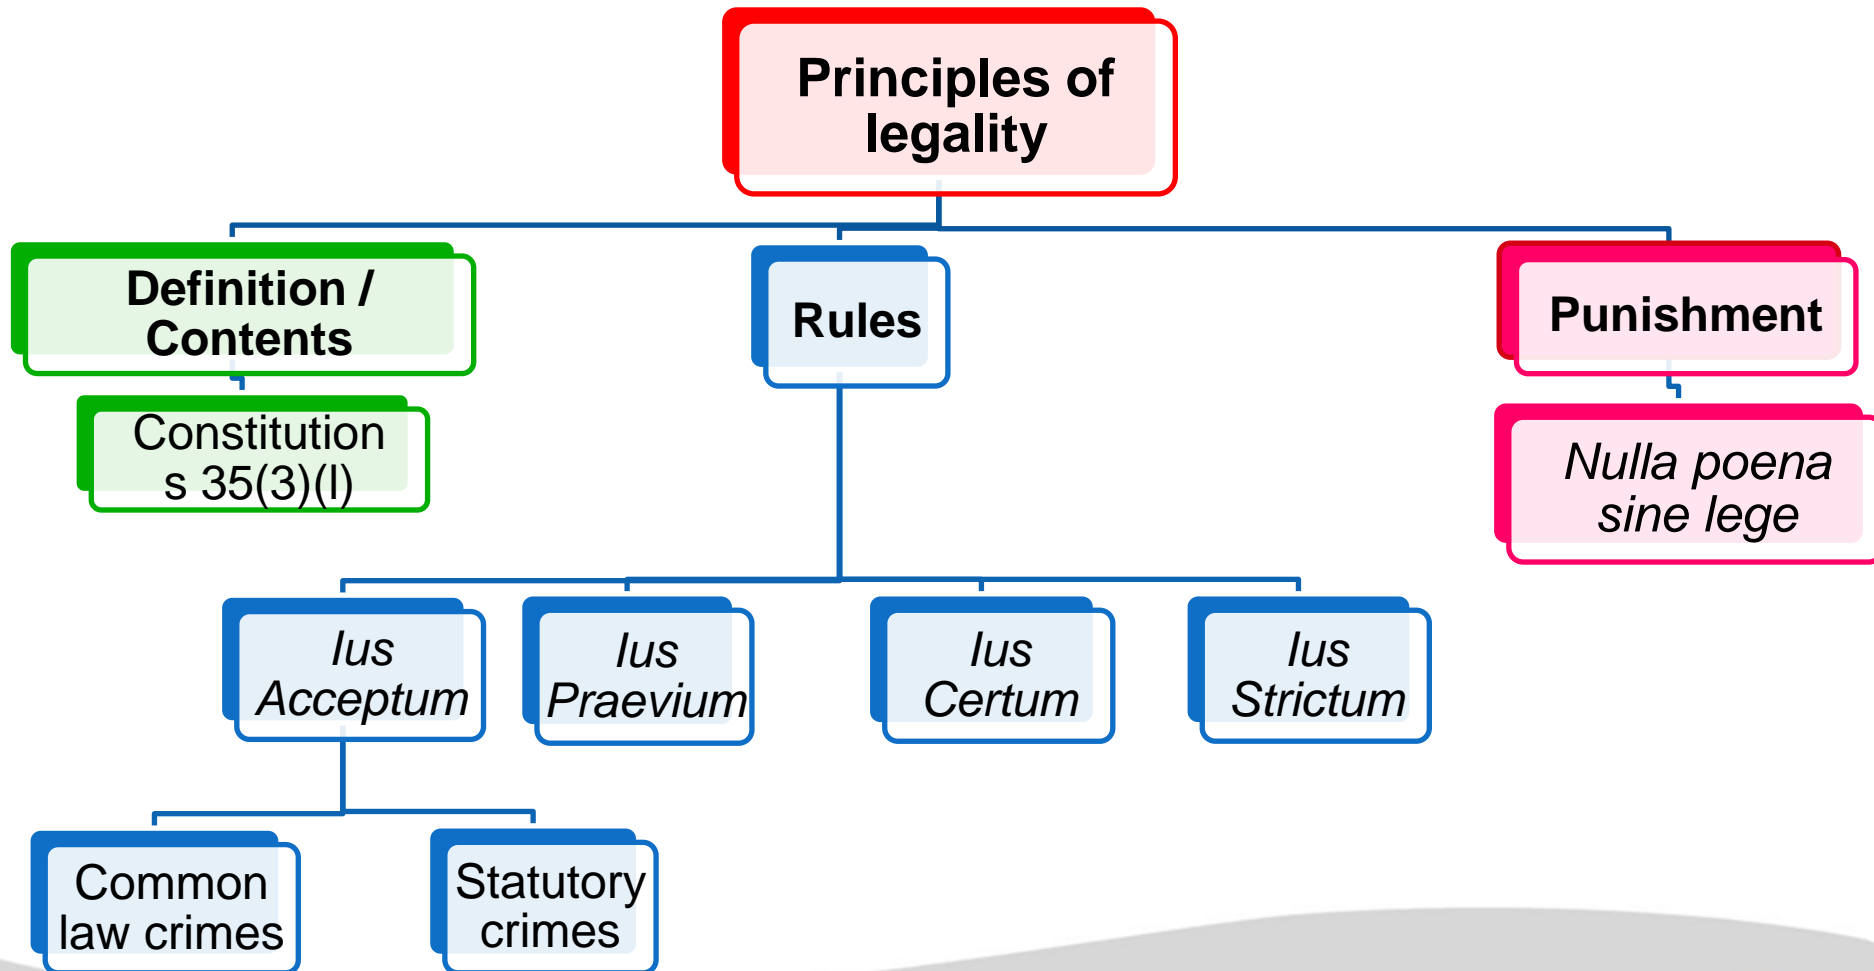 Principles of
legality
Definition /
Contents
Rules
Punishment
Constitution
s 35(3)(l)
Nulla poena
sine lege
Ius
Acceptum
Ius
Praevium
Ius
Certum
Ius
Strictum
Common
law crimes
Statutory
crimes